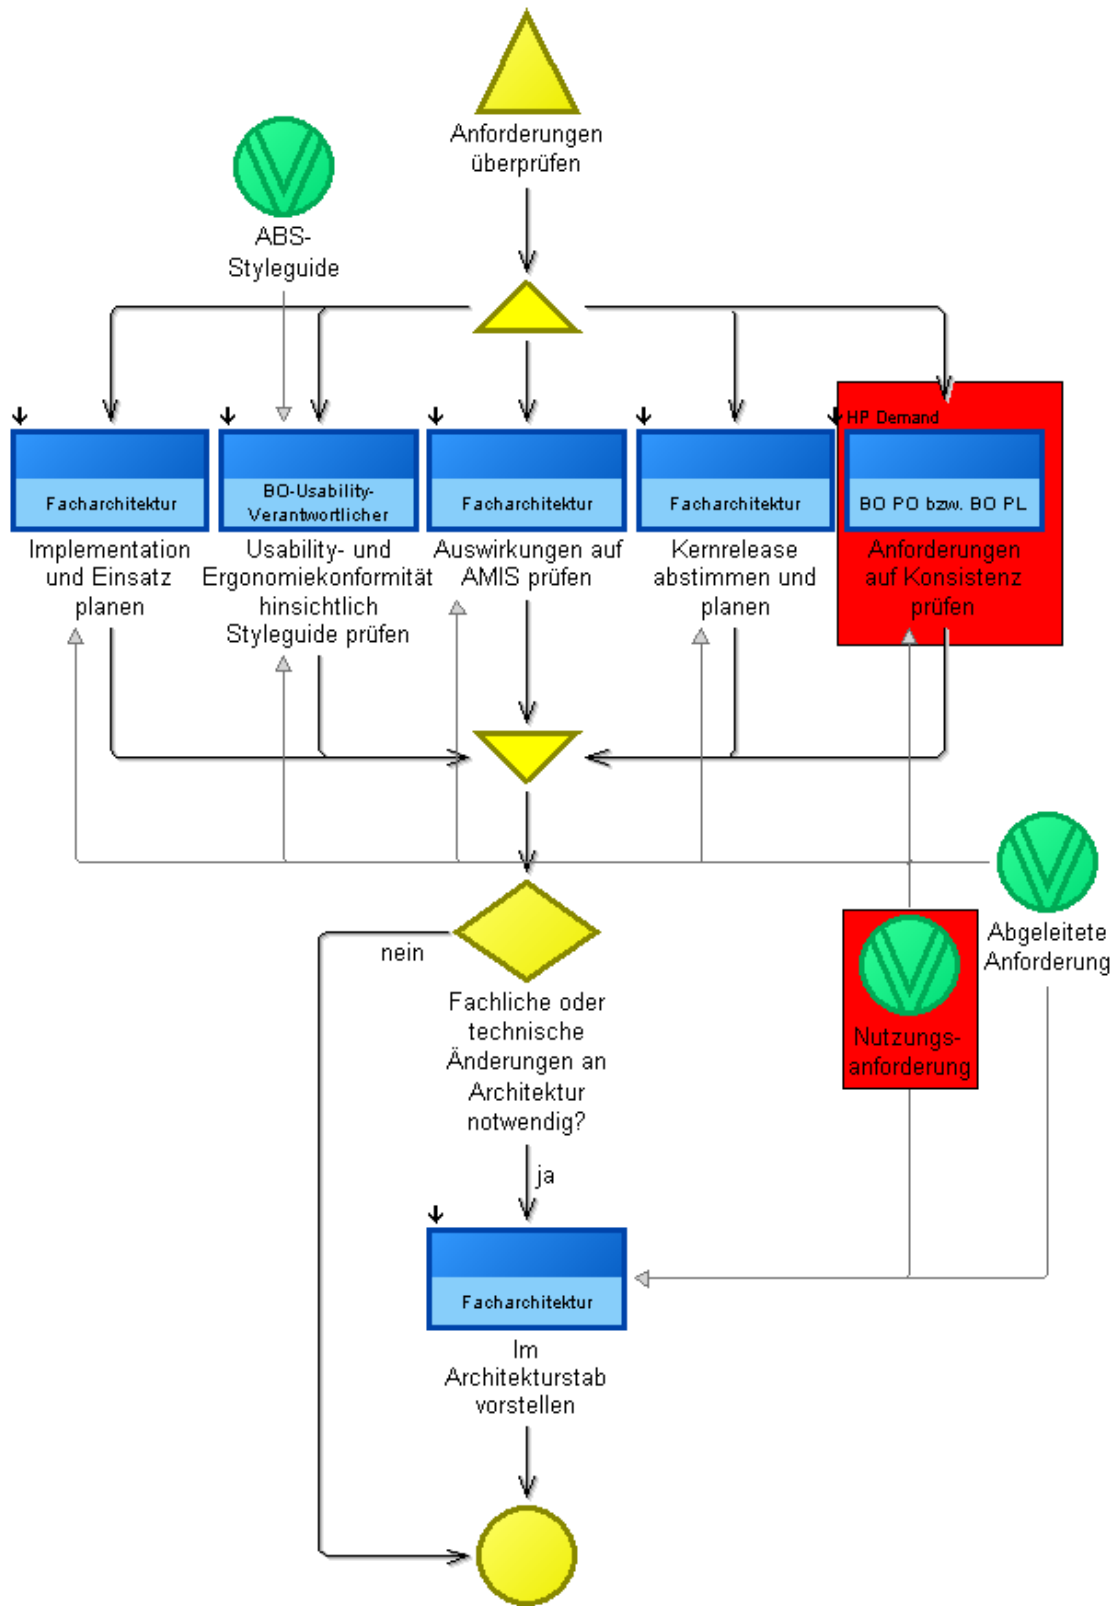 Anforderungen
überprüfen
ABS-
Styleguide
HP Demand
Facharchitektur
BO-Usability-
Verantwortlicher
Facharchitektur
Facharchitektur
BO PO bzw. BO PL
Implementation
und Einsatz
planen
Usability- und
Ergonomiekonformität
hinsichtlich
Styleguide prüfen
Auswirkungen auf
AMIS prüfen
Kernrelease
abstimmen und
planen
Anforderungen
auf Konsistenz
prüfen
Abgeleitete
Anforderung
nein
Fachliche oder
technische
Änderungen an
Architektur
notwendig?
Nutzungs-
anforderung
ja
Facharchitektur
Im
Architekturstab
vorstellen